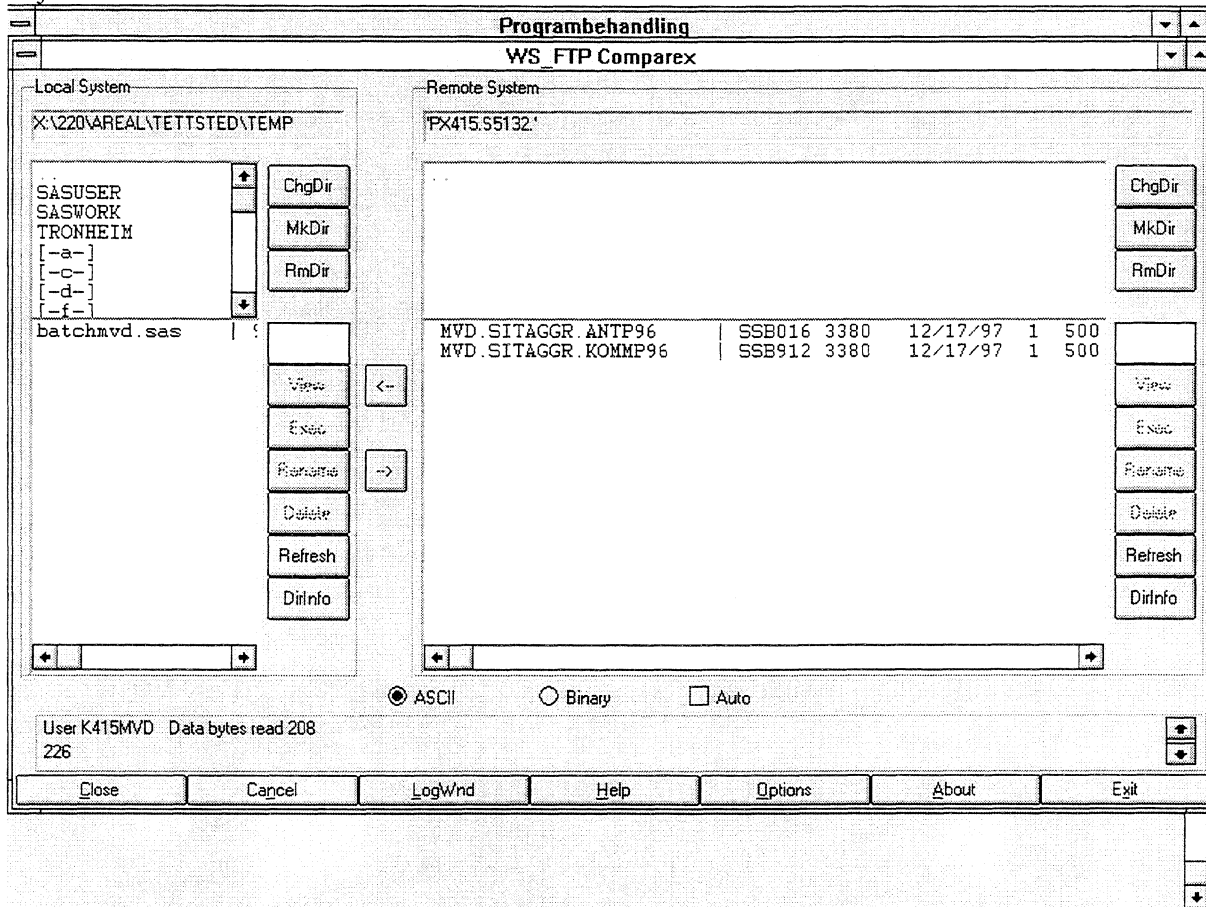 Programbehandling
WS_FTP Comparex
Local System
X:\220\AREAL\TETTSTED\TEMP
..
SASUSER
SASWORK
TRONHEIM
[-a-]
[-c-]
[-d-]
[-f-]
ChgDir
MkDir
RmDir
batchmvd.sas | 9
View
Exec
Rename
Delete
Refresh
DirInfo
<--
-->
Remote System
'PX415.S5132.'
..
ChgDir
MkDir
RmDir
MVD.SITAGGR.ANTP96 | SSB016 3380 12/17/97 1 500
MVD.SITAGGR.KOMMP96 | SSB912 3380 12/17/97 1 500
View
Exec
Rename
Delete
Refresh
DirInfo
ASCII Binary Auto
User K415MVD Data bytes read 208
226
Close Cancel LogWnd Help Options About Exit